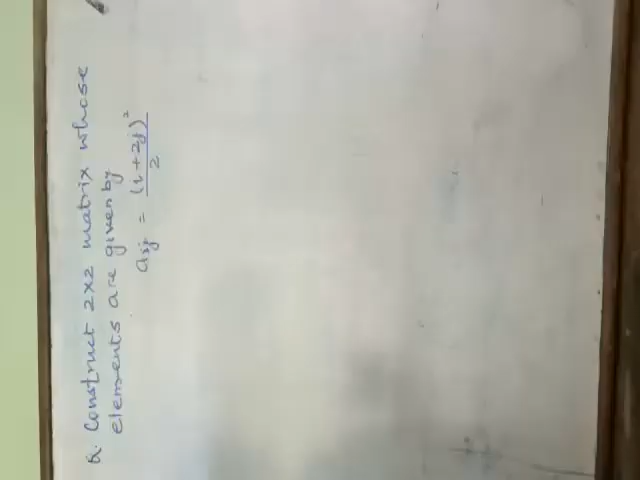 Q. Construct 2x2 matrix whose
elements are given by
aij = (i+2j)²
2